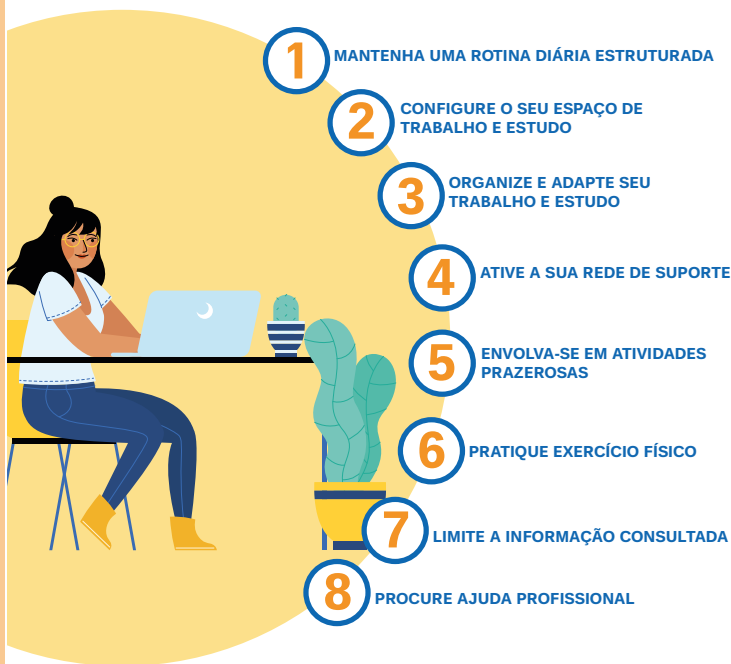 1 MANTENHA UMA ROTINA DIÁRIA ESTRUTURADA
2 CONFIGURE O SEU ESPAÇO DE
TRABALHO E ESTUDO
3 ORGANIZE E ADAPTE SEU
TRABALHO E ESTUDO
4 ATIVE A SUA REDE DE SUPORTE
5 ENVOLVA-SE EM ATIVIDADES
PRAZEROSAS
6 PRATIQUE EXERCÍCIO FÍSICO
7 LIMITE A INFORMAÇÃO CONSULTADA
8 PROCURE AJUDA PROFISSIONAL